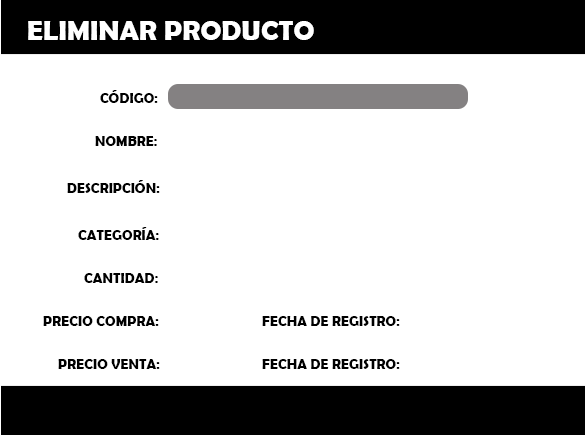 ELIMINAR PRODUCTO
CÓDIGO:
NOMBRE:
DESCRIPCIÓN:
CATEGORÍA:
CANTIDAD:
PRECIO COMPRA: FECHA DE REGISTRO:
PRECIO VENTA: FECHA DE REGISTRO: